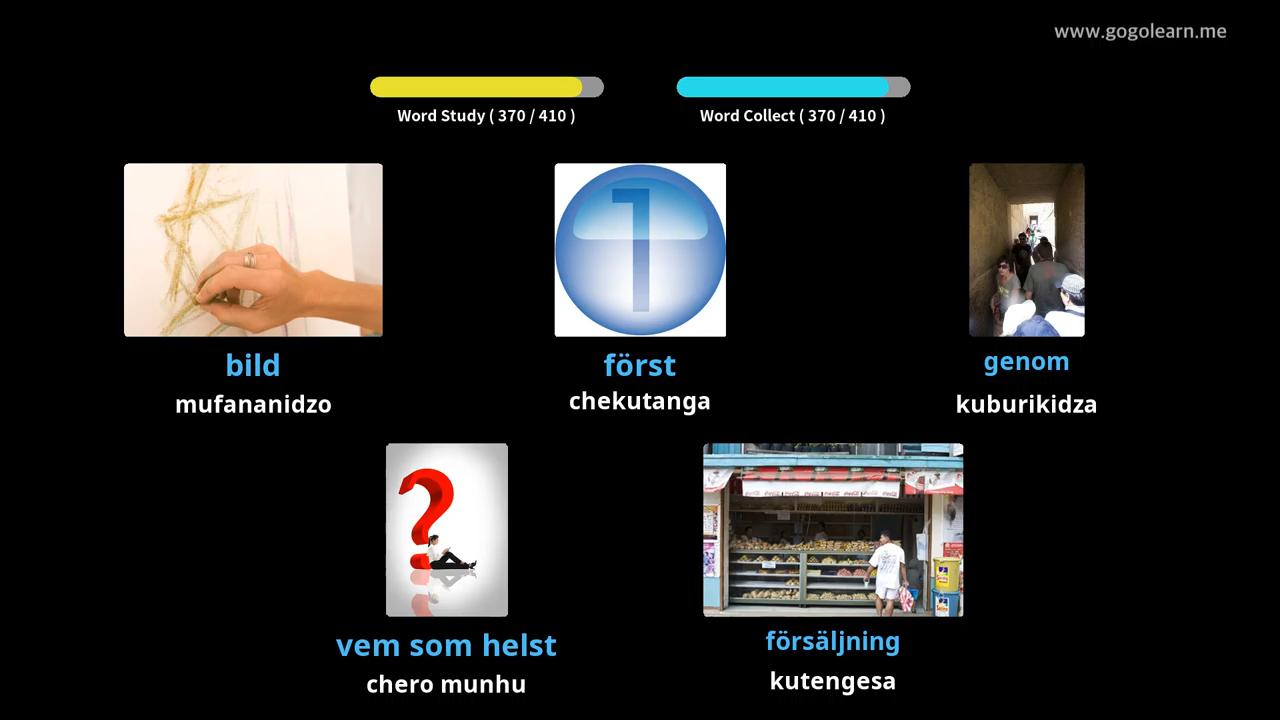 www.gogolearn.me
Word Study ( 370 / 410 )
Word Collect ( 370 / 410 )
bild
mufananidzo
först
chekutanga
genom
kuburikidza
vem som helst
chero munhu
försäljning
kutengesa